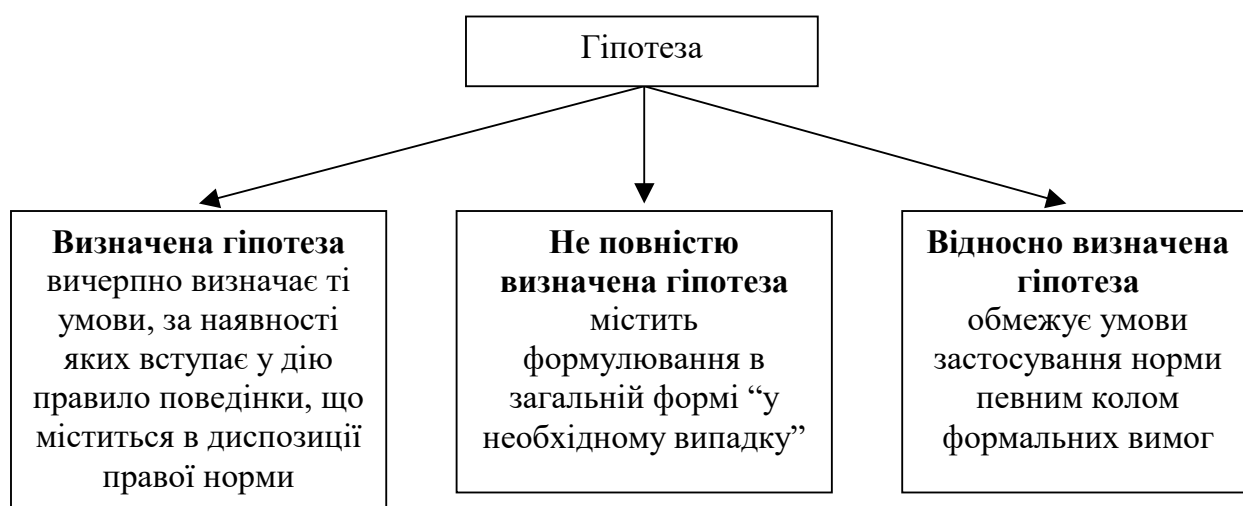 Гіпотеза
Визначена гіпотеза
вичерпно визначає ті
умови, за наявності
яких вступає у дію
правило поведінки, що
міститься в диспозиції
правої норми
Не повністю
визначена гіпотеза
містить
формулювання в
загальній формі “у
необхідному випадку”
Відносно визначена
гіпотеза
обмежує умови
застосування норми
певним колом
формальних вимог